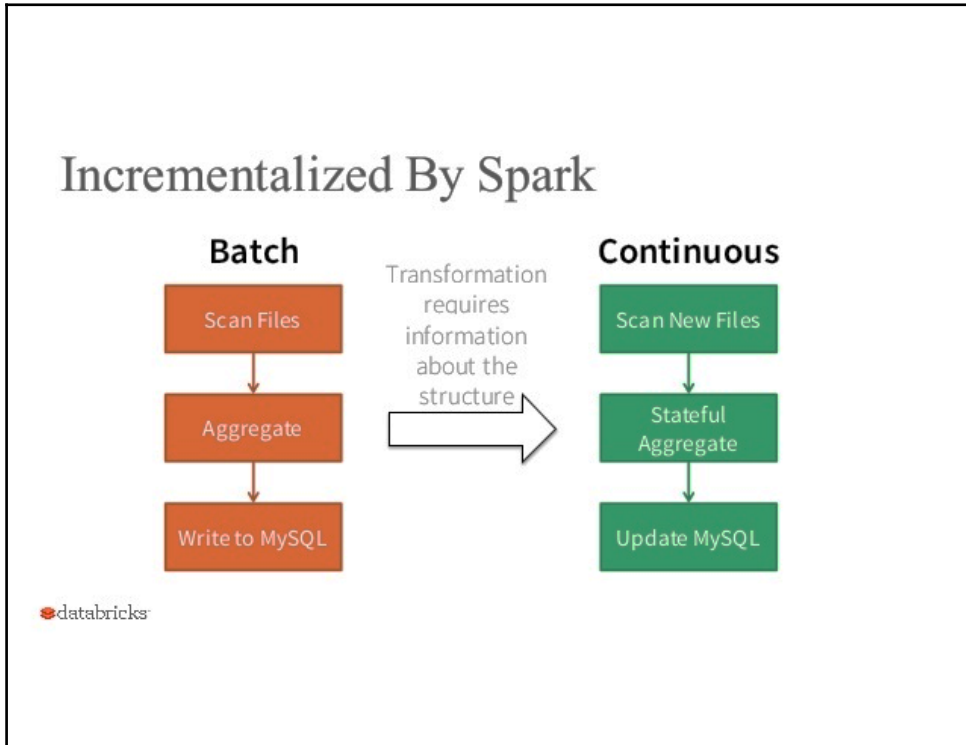 Incrementalized By Spark
Batch
Scan Files
Aggregate
Write to MySQL
Transformation
requires
information
about the
structure
Continuous
Scan New Files
Stateful
Aggregate
Update MySQL
databricks